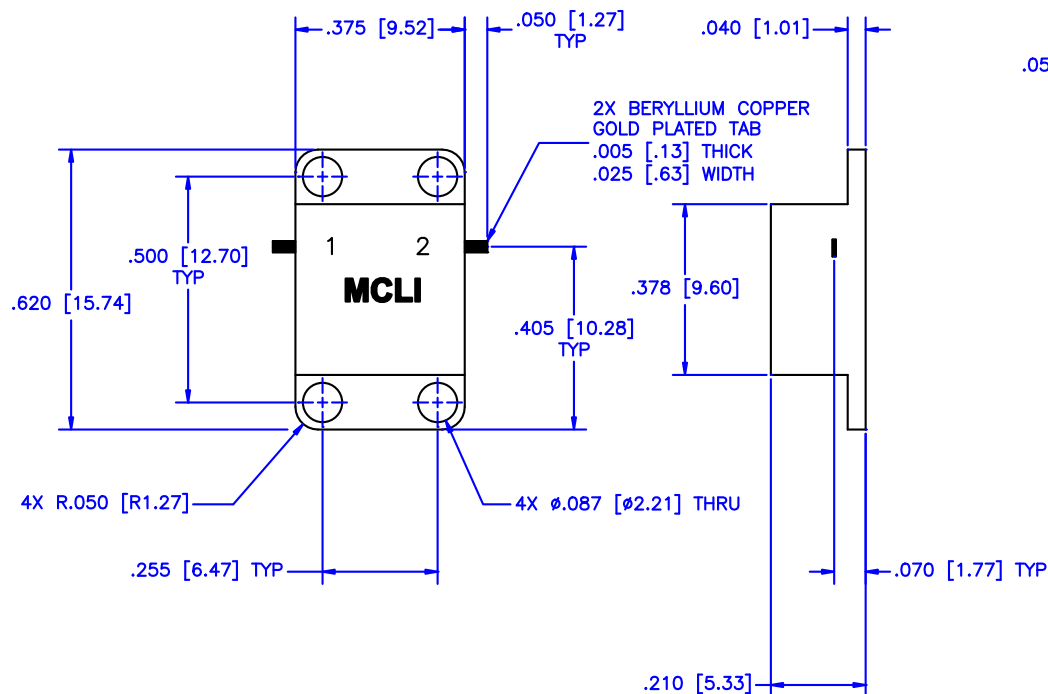 .375 [9.52]
.050 [1.27]
TYP
.040 [1.01]
.05
2X BERYLLIUM COPPER
GOLD PLATED TAB
.005 [.13] THICK
.025 [.63] WIDTH
1
2
.500 [12.70]
TYP
MCLI
.378 [9.60]
.620 [15.74]
.405 [10.28]
TYP
4X R.050 [R1.27]
4X ø.087 [ø2.21] THRU
.255 [6.47] TYP
.070 [1.77] TYP
.210 [5.33]